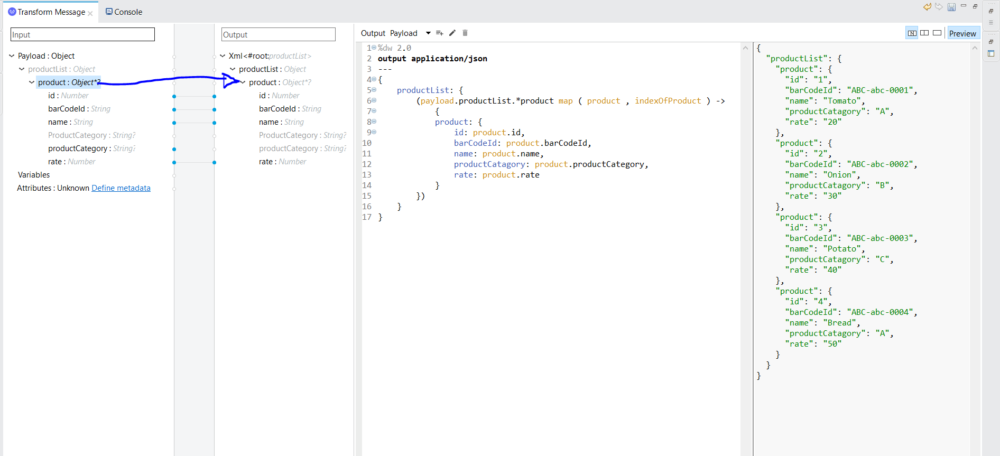 Transform Message
Console
Input
Payload : Object
productList : Object
product : Object*?
id : Number
barCodeId : String
name : String
ProductCategory : String?
productCategory : String?
rate : Number
Variables
Attributes : Unknown Define metadata
Output
Xml<#root:productList>
productList : Object
product : Object*?
id : Number
barCodeId : String
name : String
ProductCategory : String?
productCategory : String?
rate : Number
Output Payload
Preview
1 %dw 2.0
2 output application/json
3 ---
4 {
5 productList: {
6 (payload.productList.*product map ( product , indexOfProduct ) ->
7 {
8 product: {
9 id: product.id,
10 barCodeId: product.barCodeId,
11 name: product.name,
12 productCatagory: product.productCategory,
13 rate: product.rate
14 }
15 })
16 }
17 }
{
"productList": {
"product": {
"id": "1",
"barCodeId": "ABC-abc-0001",
"name": "Tomato",
"productCatagory": "A",
"rate": "20"
},
"product": {
"id": "2",
"barCodeId": "ABC-abc-0002",
"name": "Onion",
"productCatagory": "B",
"rate": "30"
},
"product": {
"id": "3",
"barCodeId": "ABC-abc-0003",
"name": "Potato",
"productCatagory": "C",
"rate": "40"
},
"product": {
"id": "4",
"barCodeId": "ABC-abc-0004",
"name": "Bread",
"productCatagory": "A",
"rate": "50"
}
}
}